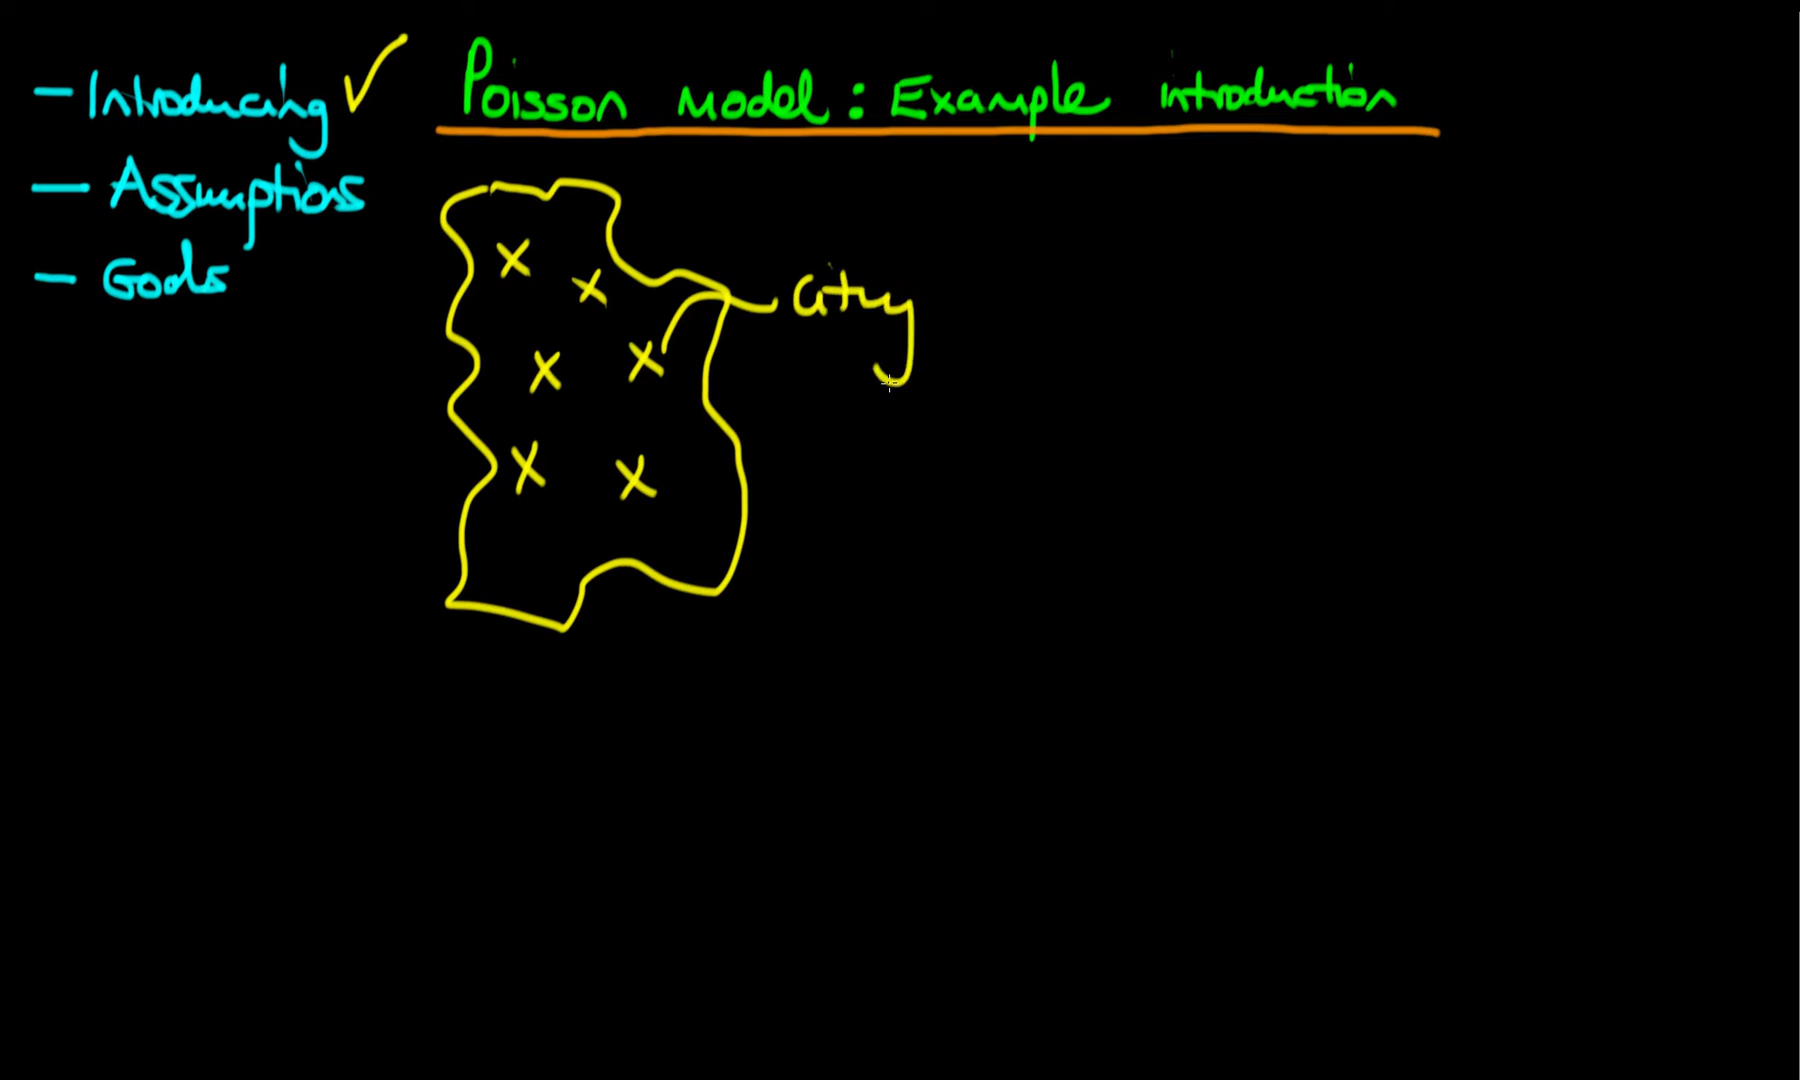 Poisson model: Example introduction
- Introducing ✓
- Assumptions
- Goals
x
x
x
x
x
x
City